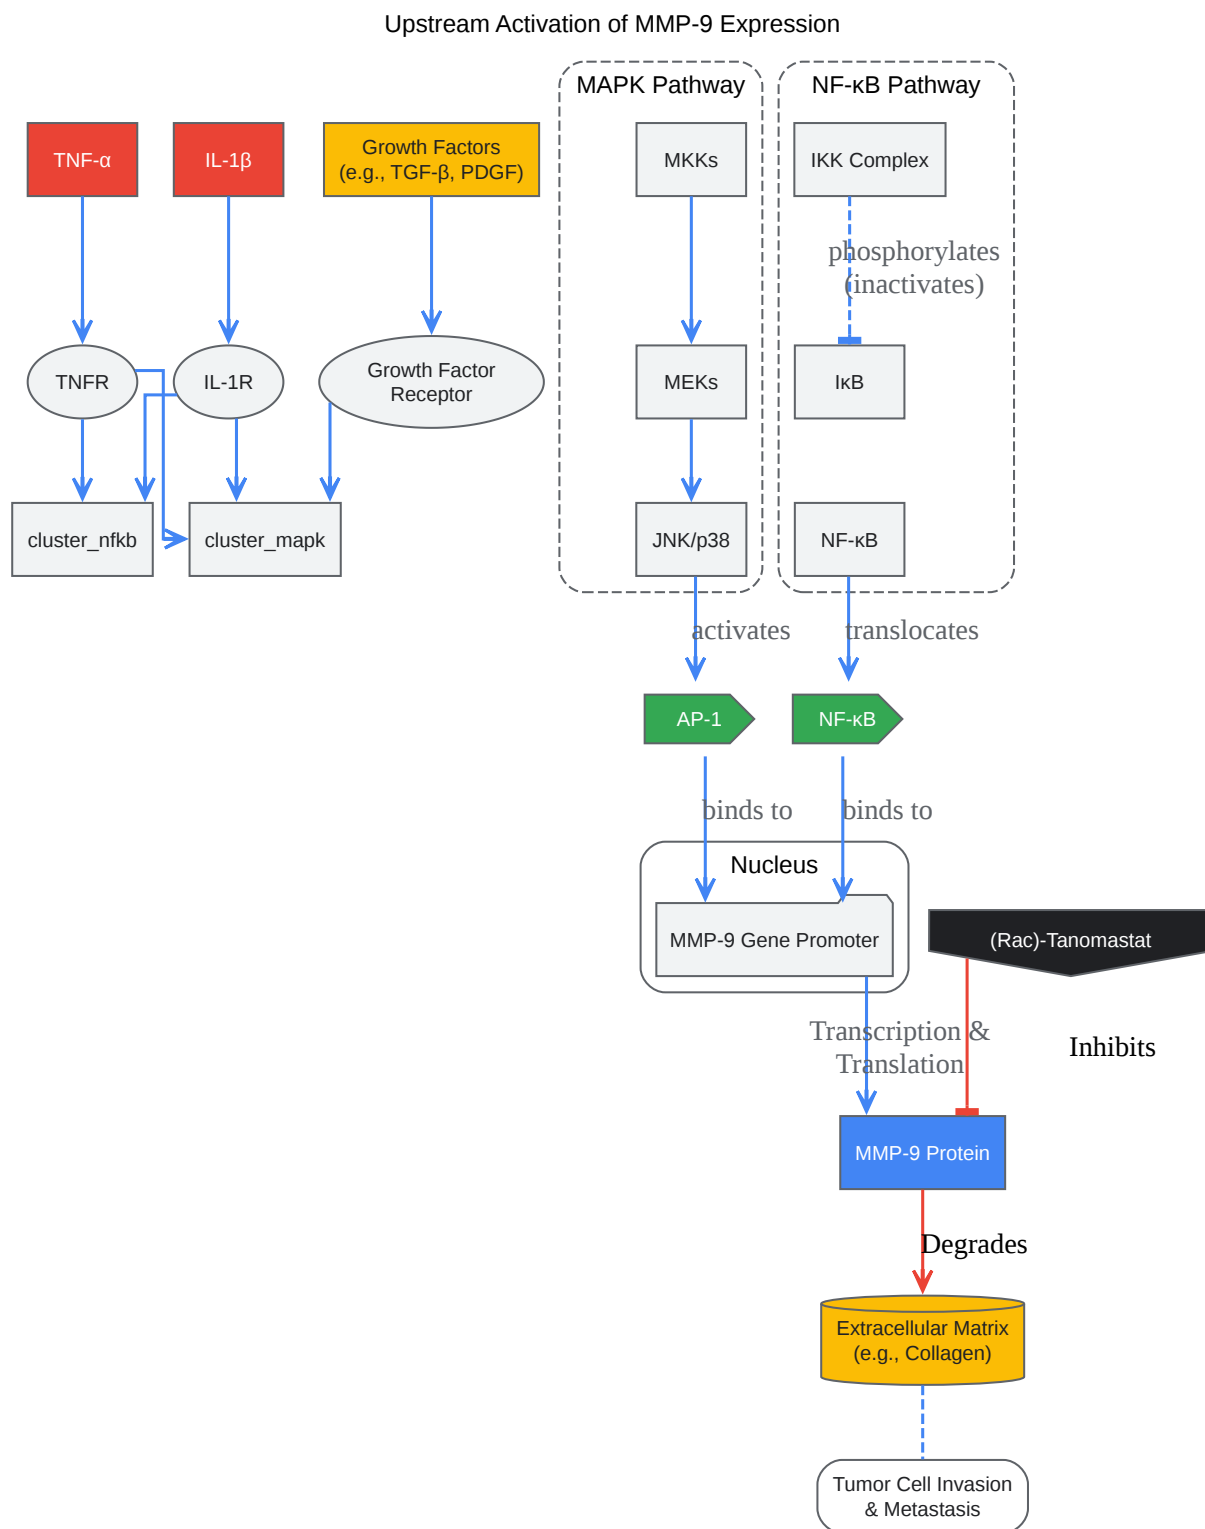 Upstream Activation of MMP-9 Expression
MAPK Pathway
NF-κB Pathway
TNF-α
IL-1β
Growth Factors
(e.g., TGF-β, PDGF)
MKKs
IKK Complex
phosphorylates
(inactivates)
TNFR
IL-1R
Growth Factor
Receptor
MEKs
IκB
cluster_nfkb
cluster_mapk
JNK/p38
NF-κB
activates
translocates
AP-1
NF-κB
binds to
binds to
Nucleus
MMP-9 Gene Promoter
(Rac)-Tanomastat
Transcription &
Translation
Inhibits
MMP-9 Protein
Degrades
Extracellular Matrix
(e.g., Collagen)
Tumor Cell Invasion
& Metastasis